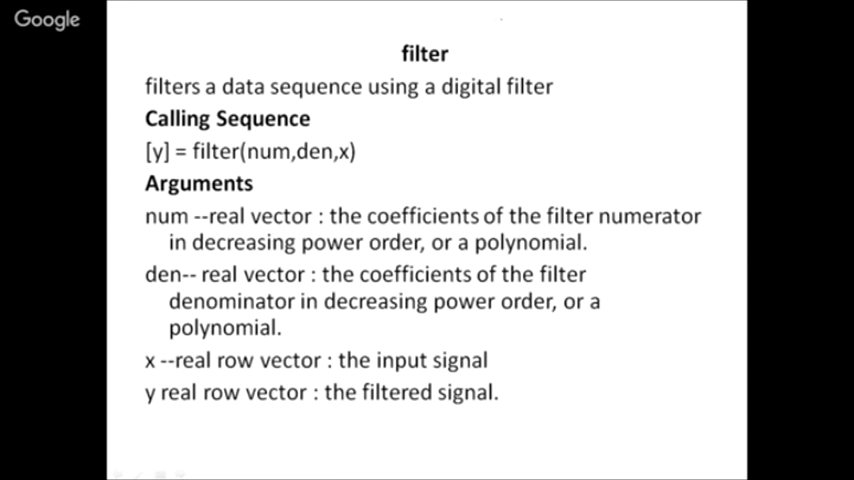 Google
filter
filters a data sequence using a digital filter
Calling Sequence
[y] = filter(num,den,x)
Arguments
num --real vector : the coefficients of the filter numerator
in decreasing power order, or a polynomial.
den-- real vector : the coefficients of the filter
denominator in decreasing power order, or a
polynomial.
x --real row vector : the input signal
y real row vector : the filtered signal.